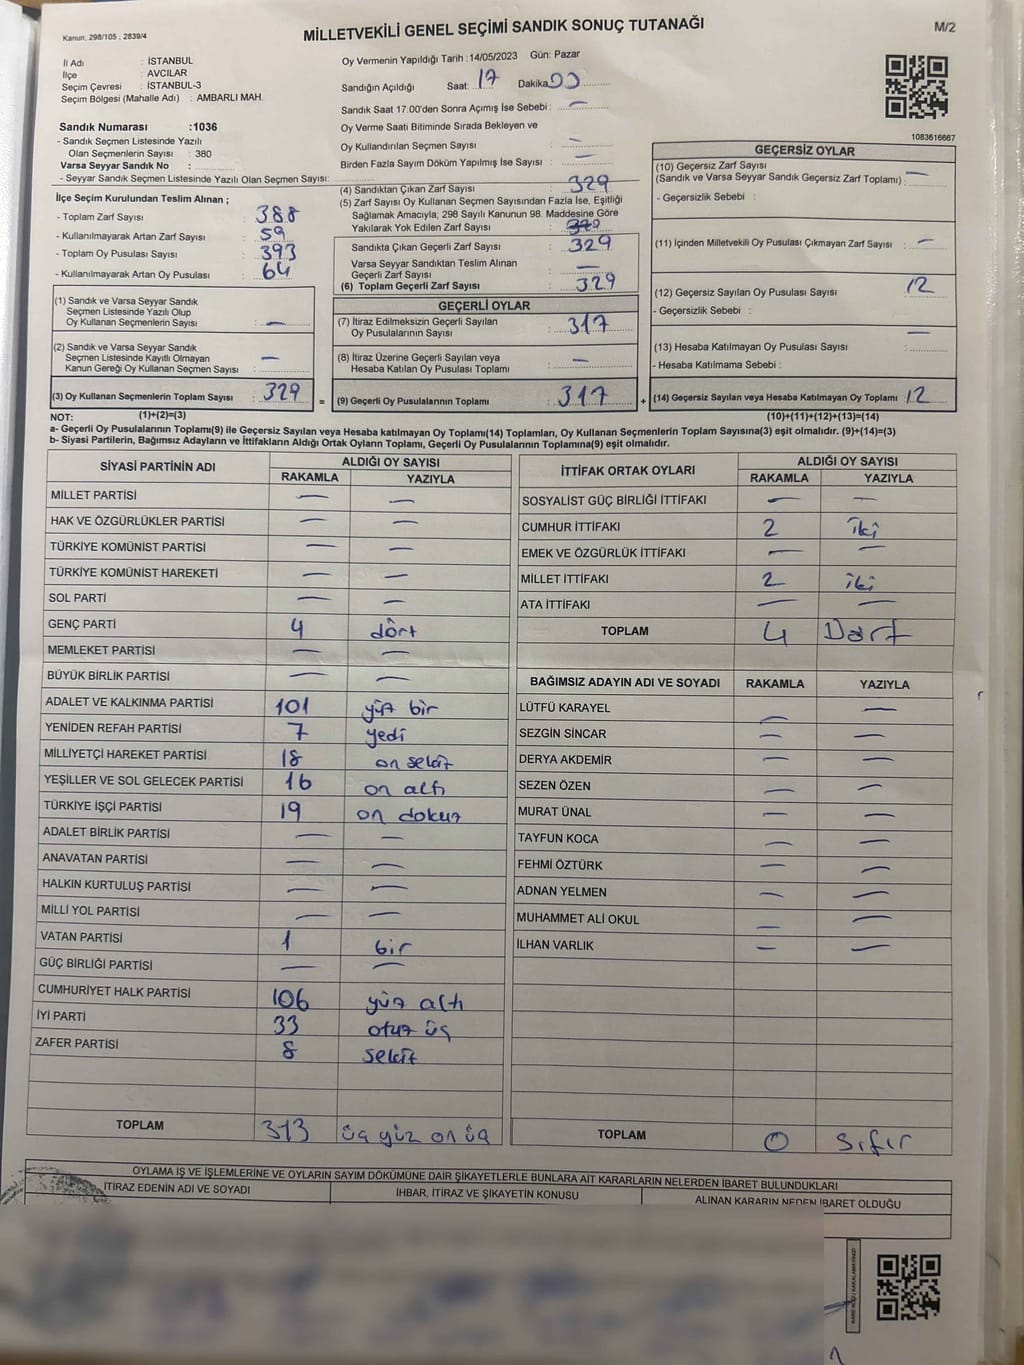 Kanun, 298/105 , 2839/4
MİLLETVEKİLİ GENEL SEÇİMİ SANDIK SONUÇ TUTANAĞI
M/2
İl Adı : İSTANBUL
İlçe : AVCILAR
Seçim Çevresi : İSTANBUL-3
Seçim Bölgesi (Mahalle Adı) : AMBARLI MAH.
Sandık Numarası :1036
- Sandık Seçmen Listesinde Yazılı
Olan Seçmenlerin Sayısı : 380
Varsa Seyyar Sandık No :
- Seyyar Sandık Seçmen Listesinde Yazılı Olan Seçmen Sayısı:
İlçe Seçim Kurulundan Teslim Alınan ;
- Toplam Zarf Sayısı : 388
- Kullanılmayarak Artan Zarf Sayısı : 59
- Toplam Oy Pusulası Sayısı : 393
- Kullanılmayarak Artan Oy Pusulası : 64
Oy Vermenin Yapıldığı Tarih :14/05/2023 Gün: Pazar
Sandığın Açıldığı Saat: 17 Dakika: 00
Sandık Saat 17.00'den Sonra Açımış İse Sebebi : —
Oy Verme Saati Bitiminde Sırada Bekleyen ve
Oy Kullandırılan Seçmen Sayısı : —
Birden Fazla Sayım Döküm Yapılmış İse Sayısı : —
(4) Sandıktan Çıkan Zarf Sayısı : 329
(5) Zarf Sayısı Oy Kullanan Seçmen Sayısından Fazla İse, Eşitliği
Sağlamak Amacıyla, 298 Sayılı Kanunun 98. Maddesine Göre
Yakılarak Yok Edilen Zarf Sayısı :
Sandıkta Çıkan Geçerli Zarf Sayısı : 329
Varsa Seyyar Sandıktan Teslim Alınan
Geçerli Zarf Sayısı : —
(6) Toplam Geçerli Zarf Sayısı : 329
1083616667
GEÇERSİZ OYLAR
(10) Geçersiz Zarf Sayısı
(Sandık ve Varsa Seyyar Sandık Geçersiz Zarf Toplamı) : —
- Geçersizlik Sebebi :
(11) İçinden Milletvekili Oy Pusulası Çıkmayan Zarf Sayısı : —
(12) Geçersiz Sayılan Oy Pusulası Sayısı : 12
- Geçersizlik Sebebi :
(13) Hesaba Katılmayan Oy Pusulası Sayısı : —
- Hesaba Katılmama Sebebi :
(14) Geçersiz Sayılan veya Hesaba Katılmayan Oy Toplamı : 12
(10)+(11)+(12)+(13)=(14)
(1) Sandık ve Varsa Seyyar Sandık
Seçmen Listesinde Yazılı Olup
Oy Kullanan Seçmenlerin Sayısı : —
(2) Sandık ve Varsa Seyyar Sandık
Seçmen Listesinde Kayıtlı Olmayan
Kanun Gereği Oy Kullanan Seçmen Sayısı : —
(3) Oy Kullanan Seçmenlerin Toplam Sayısı : 329 =
(1)+(2)=(3)
GEÇERLİ OYLAR
(7) İtiraz Edilmeksizin Geçerli Sayılan
Oy Pusulalarının Sayısı : 317
(8) İtiraz Üzerine Geçerli Sayılan veya
Hesaba Katılan Oy Pusulası Toplamı : —
(9) Geçerli Oy Pusulalarının Toplamı : 317 +
NOT:
a- Geçerli Oy Pusulalarının Toplamı(9) ile Geçersiz Sayılan veya Hesaba katılmayan Oy Toplamı(14) Toplamları, Oy Kullanan Seçmenlerin Toplam Sayısına(3) eşit olmalıdır. (9)+(14)=(3)
b- Siyasi Partilerin, Bağımsız Adayların ve İttifakların Aldığı Ortak Oyların Toplamı, Geçerli Oy Pusulalarının Toplamına(9) eşit olmalıdır.
SİYASİ PARTİNİN ADI ALDIĞI OY SAYISI
RAKAMLA YAZIYLA
MİLLET PARTİSİ — —
HAK VE ÖZGÜRLÜKLER PARTİSİ — —
TÜRKİYE KOMÜNİST PARTİSİ — —
TÜRKİYE KOMÜNİST HAREKETİ — —
SOL PARTİ — —
GENÇ PARTİ 4 dört
MEMLEKET PARTİSİ — —
BÜYÜK BİRLİK PARTİSİ — —
ADALET VE KALKINMA PARTİSİ 101 yüz bir
YENİDEN REFAH PARTİSİ 7 yedi
MİLLİYETÇİ HAREKET PARTİSİ 18 on sekiz
YEŞİLLER VE SOL GELECEK PARTİSİ 16 on altı
TÜRKİYE İŞÇİ PARTİSİ 19 on dokuz
ADALET BİRLİK PARTİSİ — —
ANAVATAN PARTİSİ — —
HALKIN KURTULUŞ PARTİSİ — —
MİLLİ YOL PARTİSİ — —
VATAN PARTİSİ 1 bir
GÜÇ BİRLİĞİ PARTİSİ — —
CUMHURİYET HALK PARTİSİ 106 yüz altı
İYİ PARTİ 33 otuz üç
ZAFER PARTİSİ 8 sekiz
TOPLAM 313 üç yüz on üç
İTTİFAK ORTAK OYLARI ALDIĞI OY SAYISI
RAKAMLA YAZIYLA
SOSYALİST GÜÇ BİRLİĞİ İTTİFAKI — —
CUMHUR İTTİFAKI 2 iki
EMEK VE ÖZGÜRLÜK İTTİFAKI — —
MİLLET İTTİFAKI 2 iki
ATA İTTİFAKI — —
TOPLAM 4 Dört
BAĞIMSIZ ADAYIN ADI VE SOYADI RAKAMLA YAZIYLA
LÜTFÜ KARAYEL — —
SEZGİN SİNCAR — —
DERYA AKDEMİR — —
SEZEN ÖZEN — —
MURAT ÜNAL — —
TAYFUN KOCA — —
FEHMİ ÖZTÜRK — —
ADNAN YELMEN — —
MUHAMMET ALİ OKUL — —
İLHAN VARLIK — —
TOPLAM 0 sıfır
OYLAMA İŞ VE İŞLEMLERİNE VE OYLARIN SAYIM DÖKÜMÜNE DAİR ŞİKAYETLERLE BUNLARA AİT KARARLARIN NELERDEN İBARET BULUNDUKLARI
İTİRAZ EDENİN ADI VE SOYADI İHBAR, İTİRAZ VE ŞİKAYETİN KONUSU ALINAN KARARIN NEDEN İBARET OLDUĞU